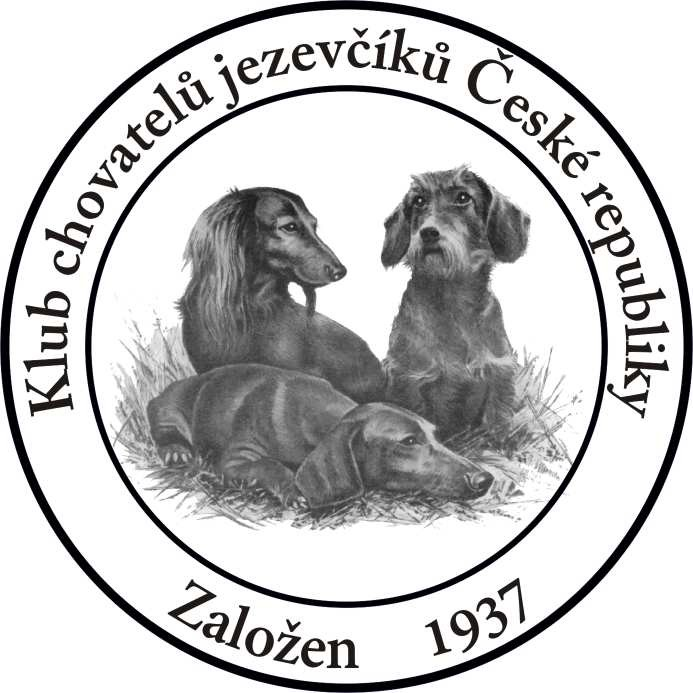 Klub chovatelů jezevčíků České republiky
Založen 1937